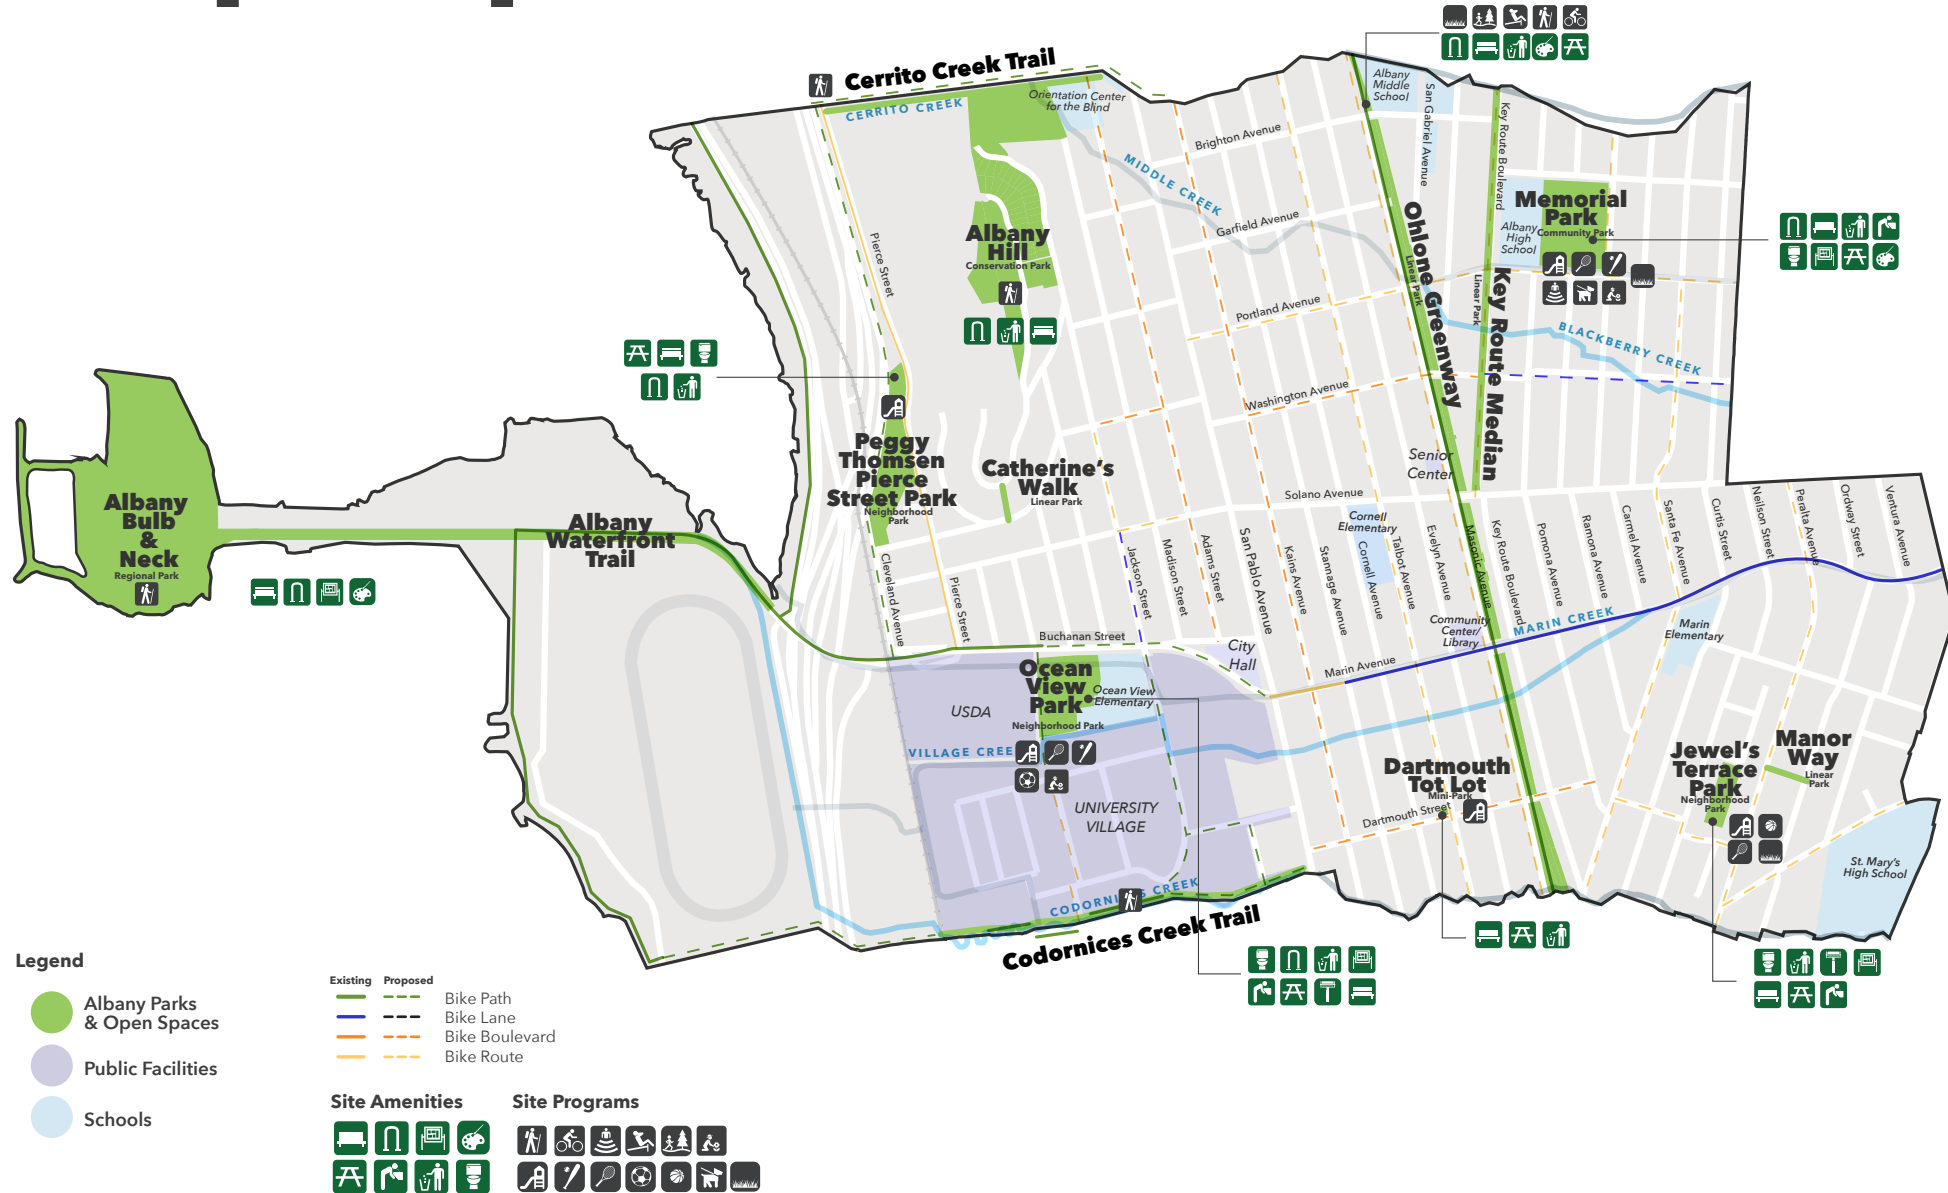 Cerrito Creek Trail
CERRITO CREEK
Orientation Center
for the Blind
Albany
Middle
School
San Gabriel Avenue
Key Route Boulevard
Brighton Avenue
MIDDLE CREEK
Garfield Avenue
Memorial
Park
Community Park
Albany
High
School
Albany
Hill
Conservation Park
Pierce Street
Ohlone Greenway
Linear Park
Key Route Median
Linear Park
Portland Avenue
BLACKBERRY CREEK
Washington Avenue
Peggy
Thomsen
Pierce
Street Park
Neighborhood
Park
Catherine's
Walk
Linear Park
Senior
Center
Solano Avenue
Albany
Bulb
&
Neck
Regional Park
Albany
Waterfront
Trail
Cornell
Elementary
Cleveland Avenue
Pierce Street
Jackson Street
Madison Street
Adams Street
San Pablo Avenue
Kains Avenue
Stannage Avenue
Cornell Avenue
Talbot Avenue
Evelyn Avenue
Masonic Avenue
Key Route Boulevard
Pomona Avenue
Ramona Avenue
Carmel Avenue
Santa Fe Avenue
Curtis Street
Neilson Street
Peralta Avenue
Ordway Street
Ventura Avenue
Buchanan Street
City
Hall
Community
Center/
Library
MARIN CREEK
Marin Avenue
Marin
Elementary
Ocean
View
Park
Neighborhood Park
Ocean View
Elementary
USDA
VILLAGE CREE
UNIVERSITY
VILLAGE
Dartmouth
Tot Lot
Mini-Park
Dartmouth Street
Jewel's
Terrace
Park
Neighborhood
Park
Manor
Way
Linear
Park
St. Mary's
High School
CODORNI S CREEK
Codornices Creek Trail
Legend
Albany Parks
& Open Spaces
Public Facilities
Schools
Existing Proposed
Bike Path
Bike Lane
Bike Boulevard
Bike Route
Site Amenities
Site Programs